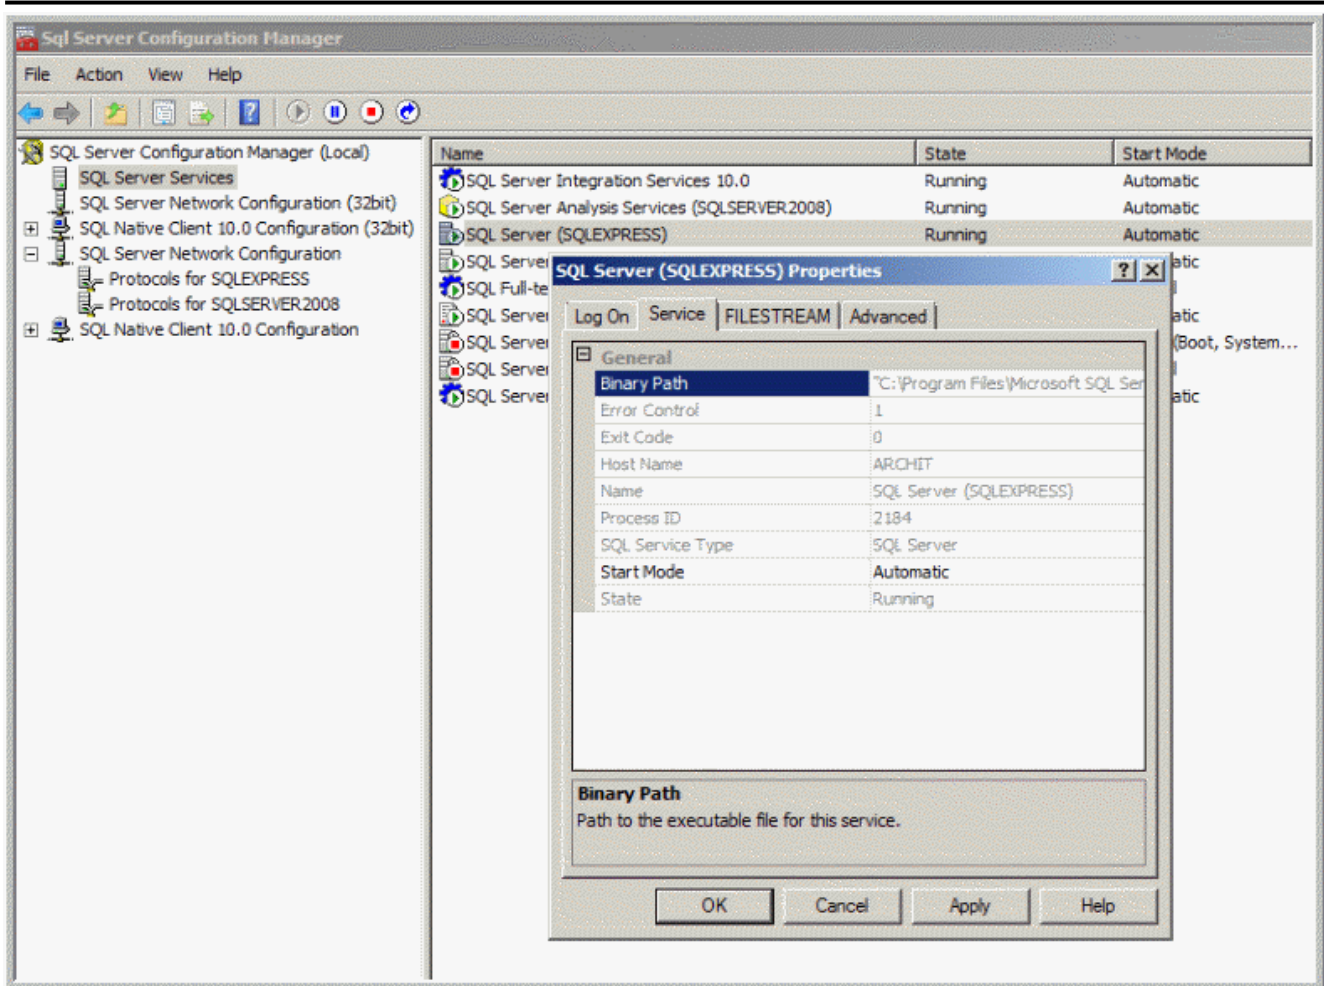 Sql Server Configuration Manager
File Action View Help
SQL Server Configuration Manager (Local)
SQL Server Services
SQL Server Network Configuration (32bit)
SQL Native Client 10.0 Configuration (32bit)
SQL Server Network Configuration
Protocols for SQLEXPRESS
Protocols for SQLSERVER2008
SQL Native Client 10.0 Configuration
Name State Start Mode
SQL Server Integration Services 10.0 Running Automatic
SQL Server Analysis Services (SQLSERVER2008) Running Automatic
SQL Server (SQLEXPRESS) Running Automatic
SQL Server atic
SQL Full-te
SQL Server atic
SQL Server (Boot, System...
SQL Server
SQL Server atic
SQL Server (SQLEXPRESS) Properties
Log On Service FILESTREAM Advanced
General
Binary Path "C:\Program Files\Microsoft SQL Ser
Error Control 1
Exit Code 0
Host Name ARCHIT
Name SQL Server (SQLEXPRESS)
Process ID 2184
SQL Service Type SQL Server
Start Mode Automatic
State Running
Binary Path
Path to the executable file for this service.
OK Cancel Apply Help